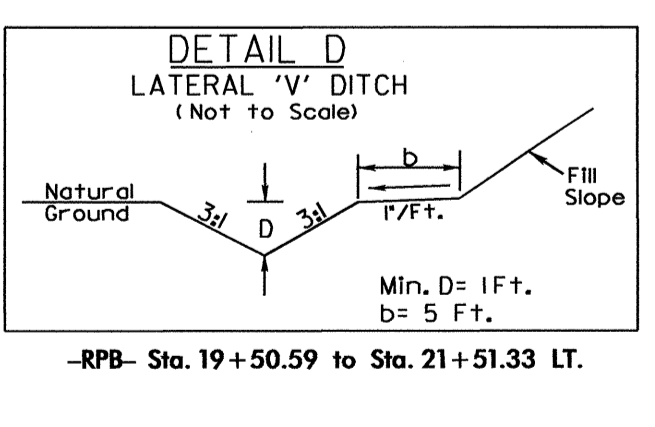 DETAIL D
LATERAL 'V' DITCH
(Not to Scale)
b
Natural
Ground
3:1
D
3:1
1"/Ft.
Fill
Slope
Min. D= 1Ft.
b= 5 Ft.
-RPB- Sta. 19+50.59 to Sta. 21+51.33 LT.